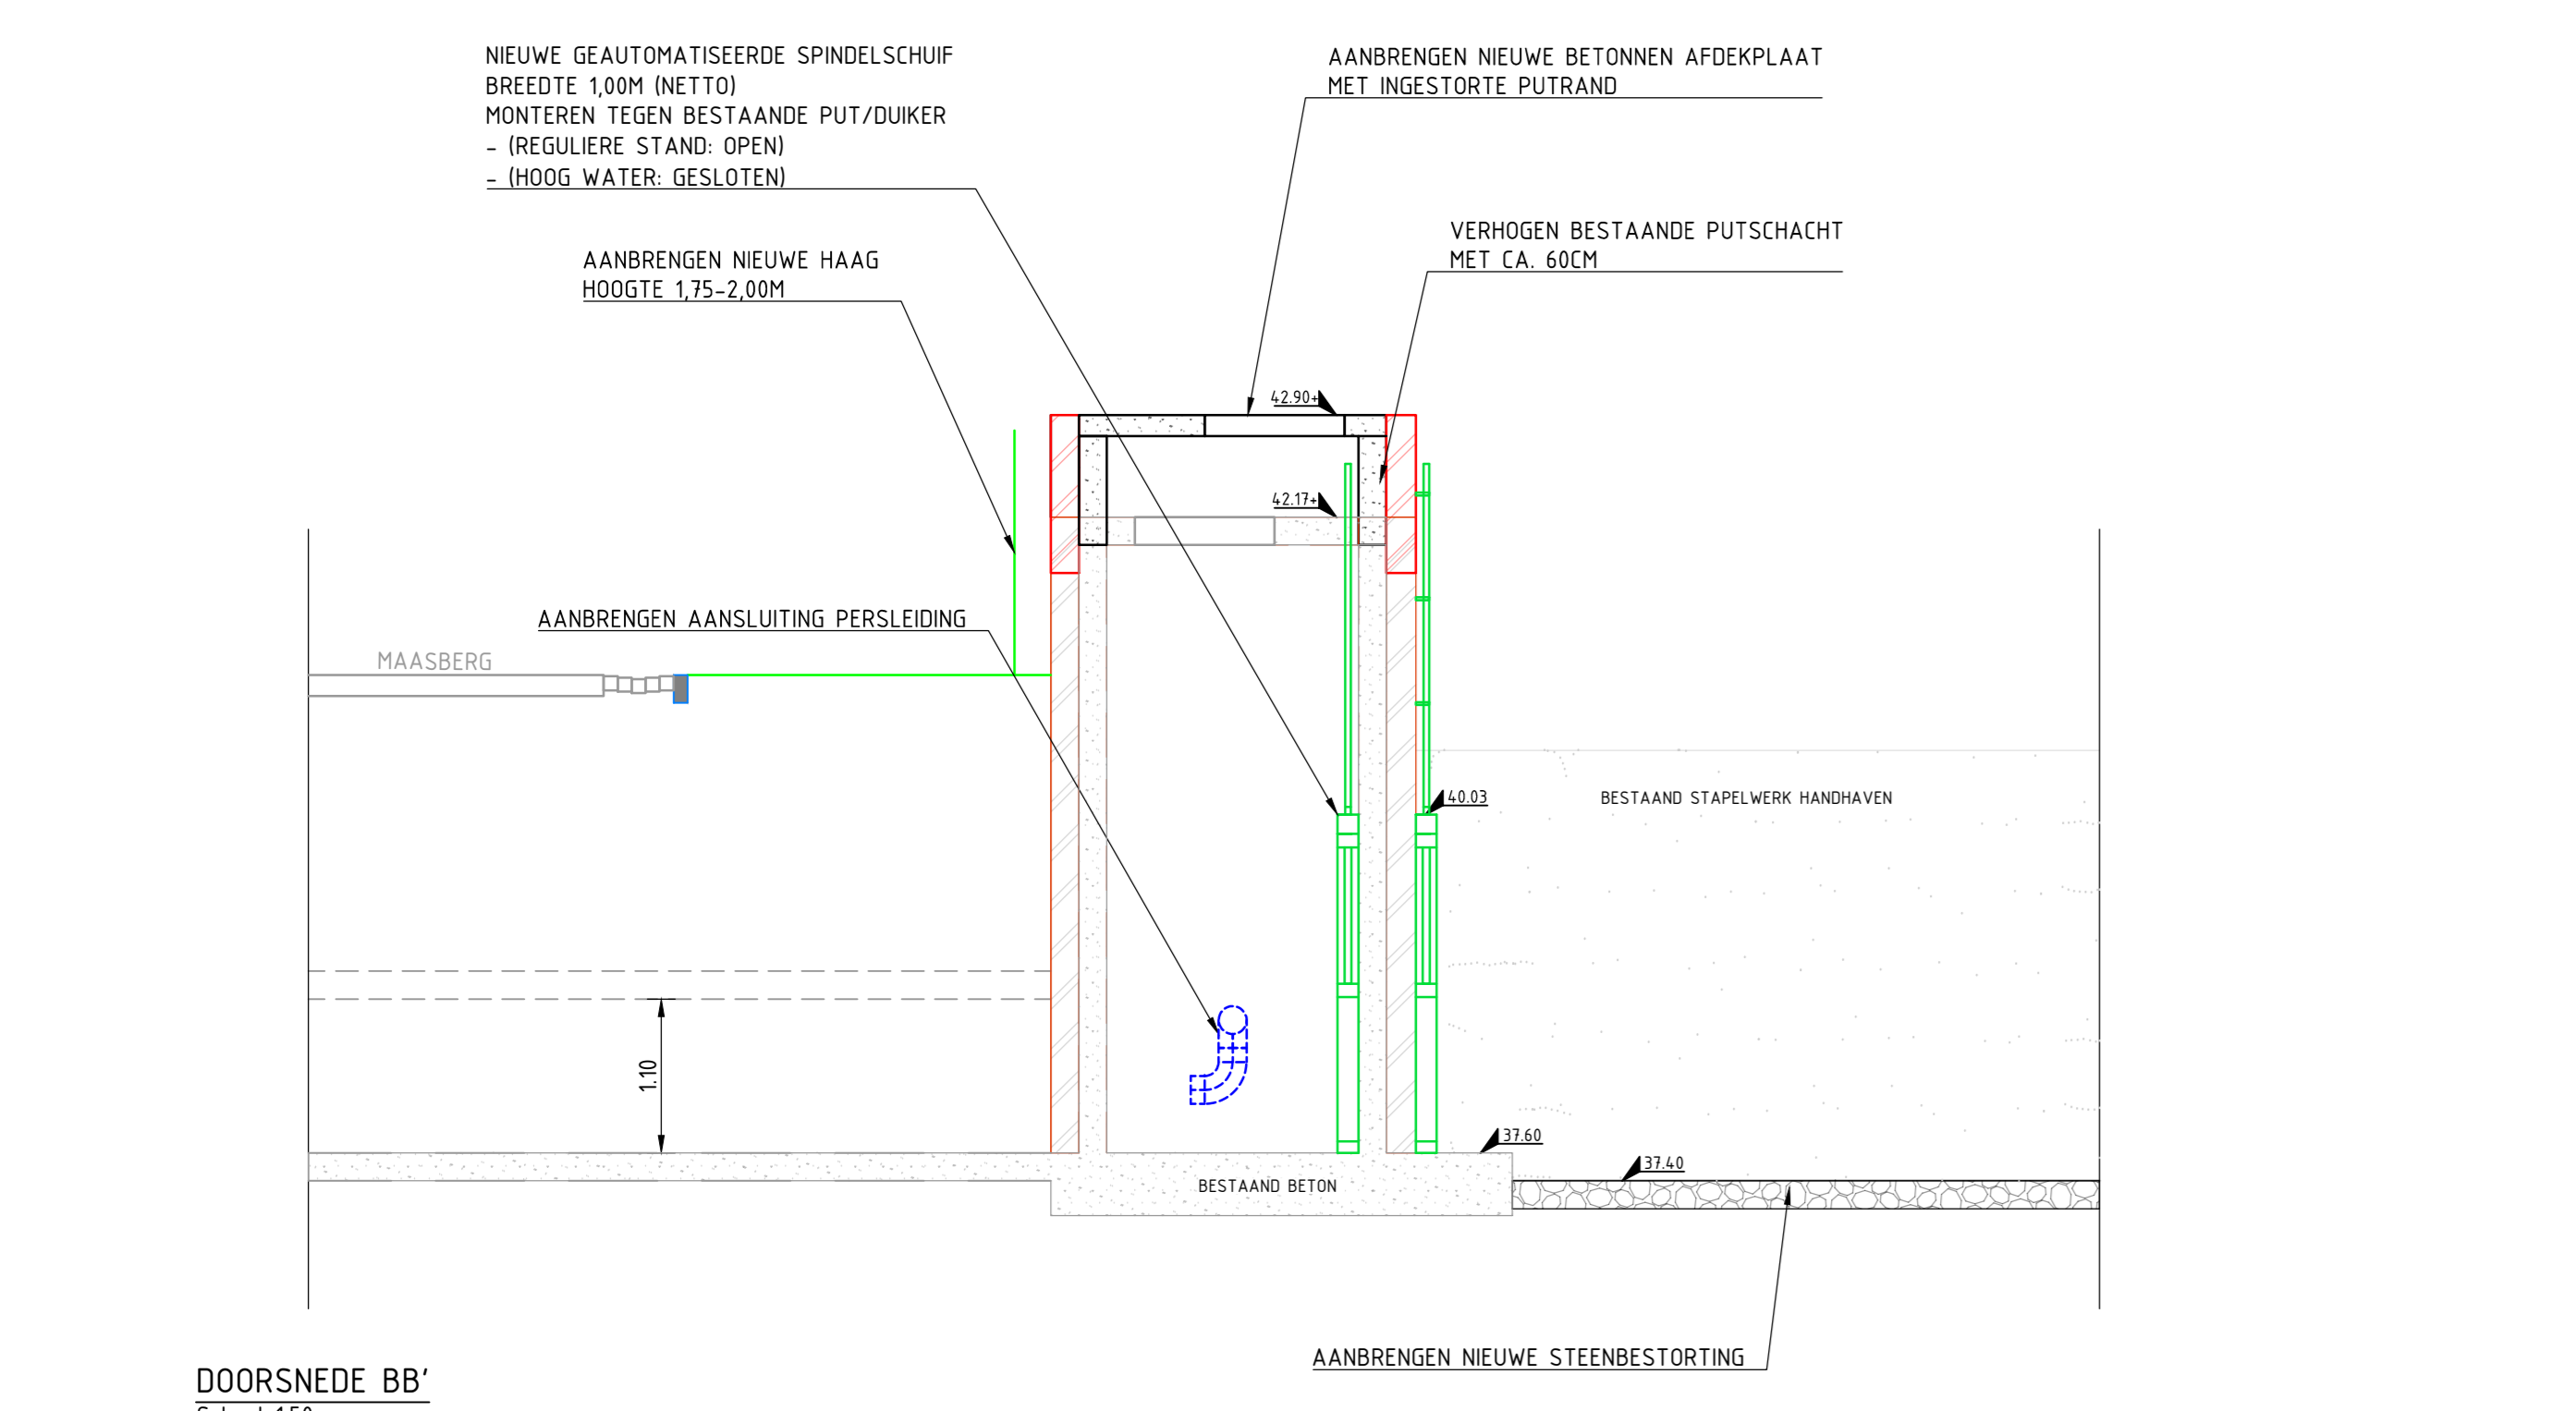 NIEUWE GEAUTOMATISEERDE SPINDELSCHUIF
BREEDTE 1,00M (NETTO)
MONTEREN TEGEN BESTAANDE PUT/DUIKER
- (REGULIERE STAND: OPEN)
- (HOOG WATER: GESLOTEN)
AANBRENGEN NIEUWE BETONNEN AFDEKPLAAT
MET INGESTORTE PUTRAND
VERHOGEN BESTAANDE PUTSCHACHT
MET CA. 60CM
AANBRENGEN NIEUWE HAAG
HOOGTE 1,75-2,00M
42.90+
42.17+
AANBRENGEN AANSLUITING PERSLEIDING
MAASBERG
40.03
BESTAAND STAPELWERK HANDHAVEN
1.10
37.60
37.40
BESTAAND BETON
AANBRENGEN NIEUWE STEENBESTORTING
DOORSNEDE BB'